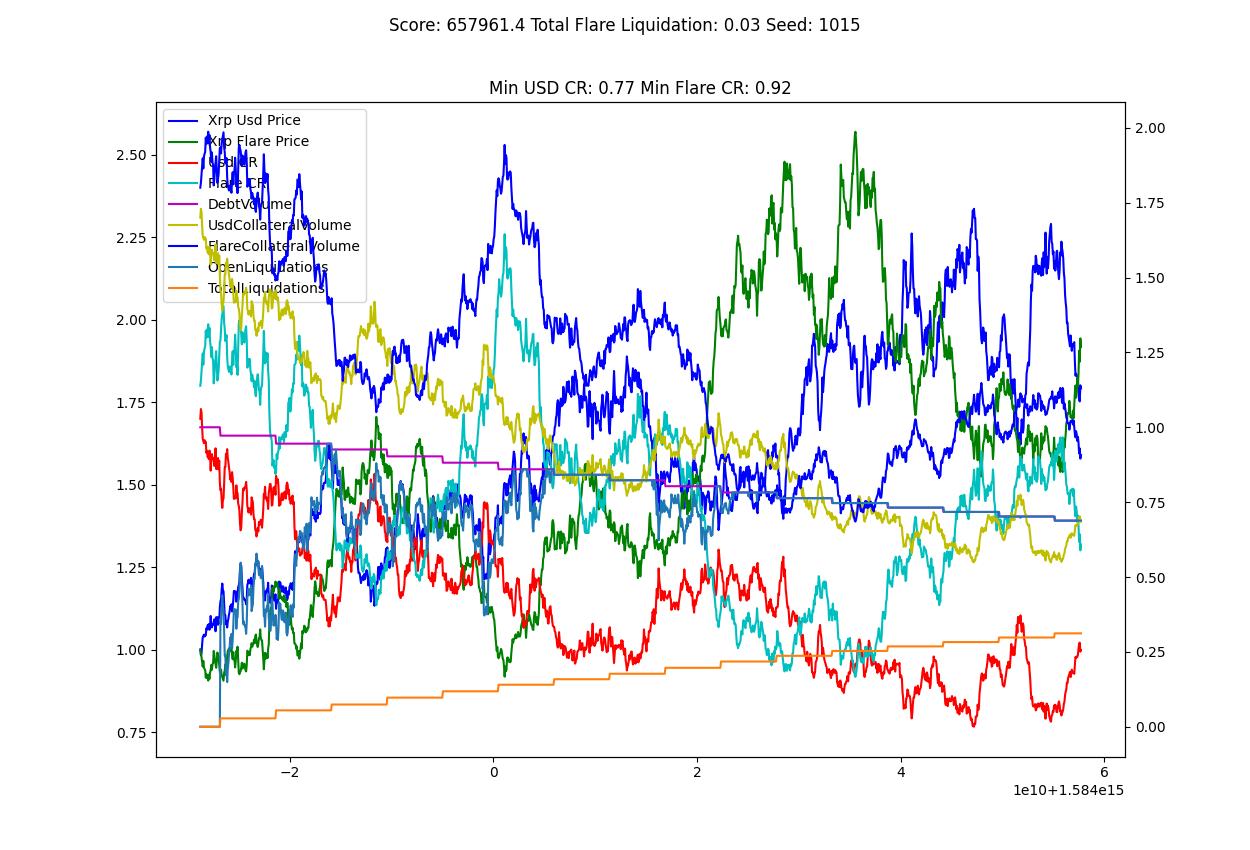 Score: 657961.4 Total Flare Liquidation: 0.03 Seed: 1015
Min USD CR: 0.77 Min Flare CR: 0.92
Xrp Usd Price
Xrp Flare Price
Usd CR
Flare CR
DebtVolume
UsdCollateralVolume
FlareCollateralVolume
OpenLiquidations
TotalLiquidations
2.50
2.25
2.00
1.75
1.50
1.25
1.00
0.75
2.00
1.75
1.50
1.25
1.00
0.75
0.50
0.25
0.00
−2 0 2 4 6
1e10+1.584e15